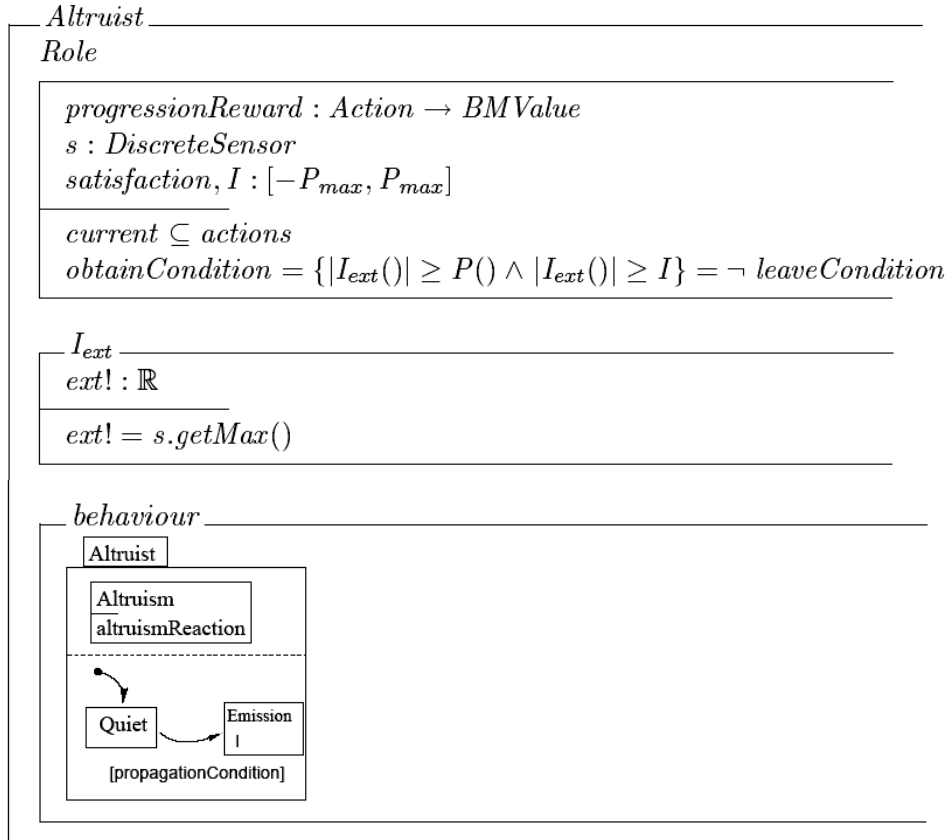 Altruist
Role
progressionReward : Action → BMValue
s : DiscreteSensor
satisfaction, I : [−P_max, P_max]
current ⊆ actions
obtainCondition = {|I_ext()| ≥ P() ∧ |I_ext()| ≥ I} = ¬ leaveCondition
I_ext
ext! : ℝ
ext! = s.getMax()
behaviour
Altruist
Altruism
altruismReaction
Quiet
Emission
I
[propagationCondition]